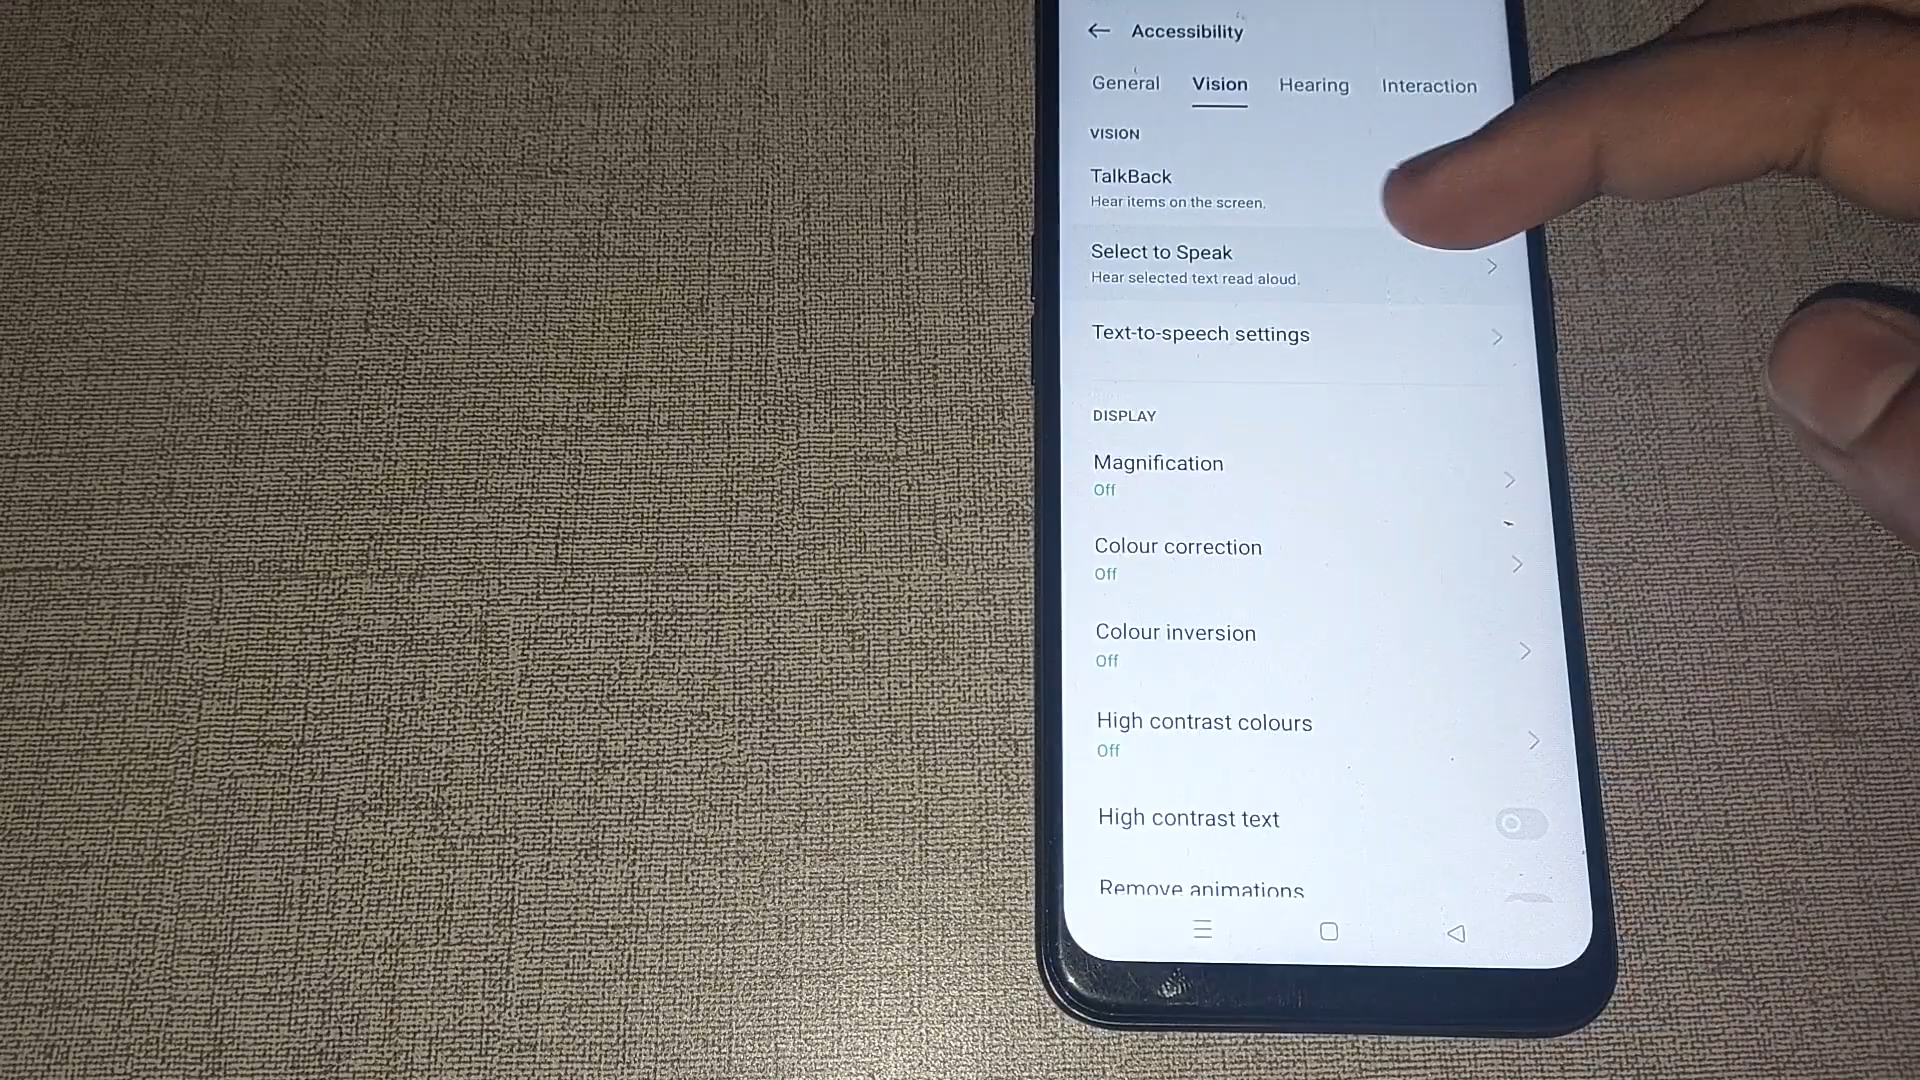 Accessibility
General Vision Hearing Interaction
VISION
TalkBack
Hear items on the screen.
Select to Speak
Hear selected text read aloud.
Text-to-speech settings
DISPLAY
Magnification
Off
Colour correction
Off
Colour inversion
Off
High contrast colours
Off
High contrast text
Remove animations